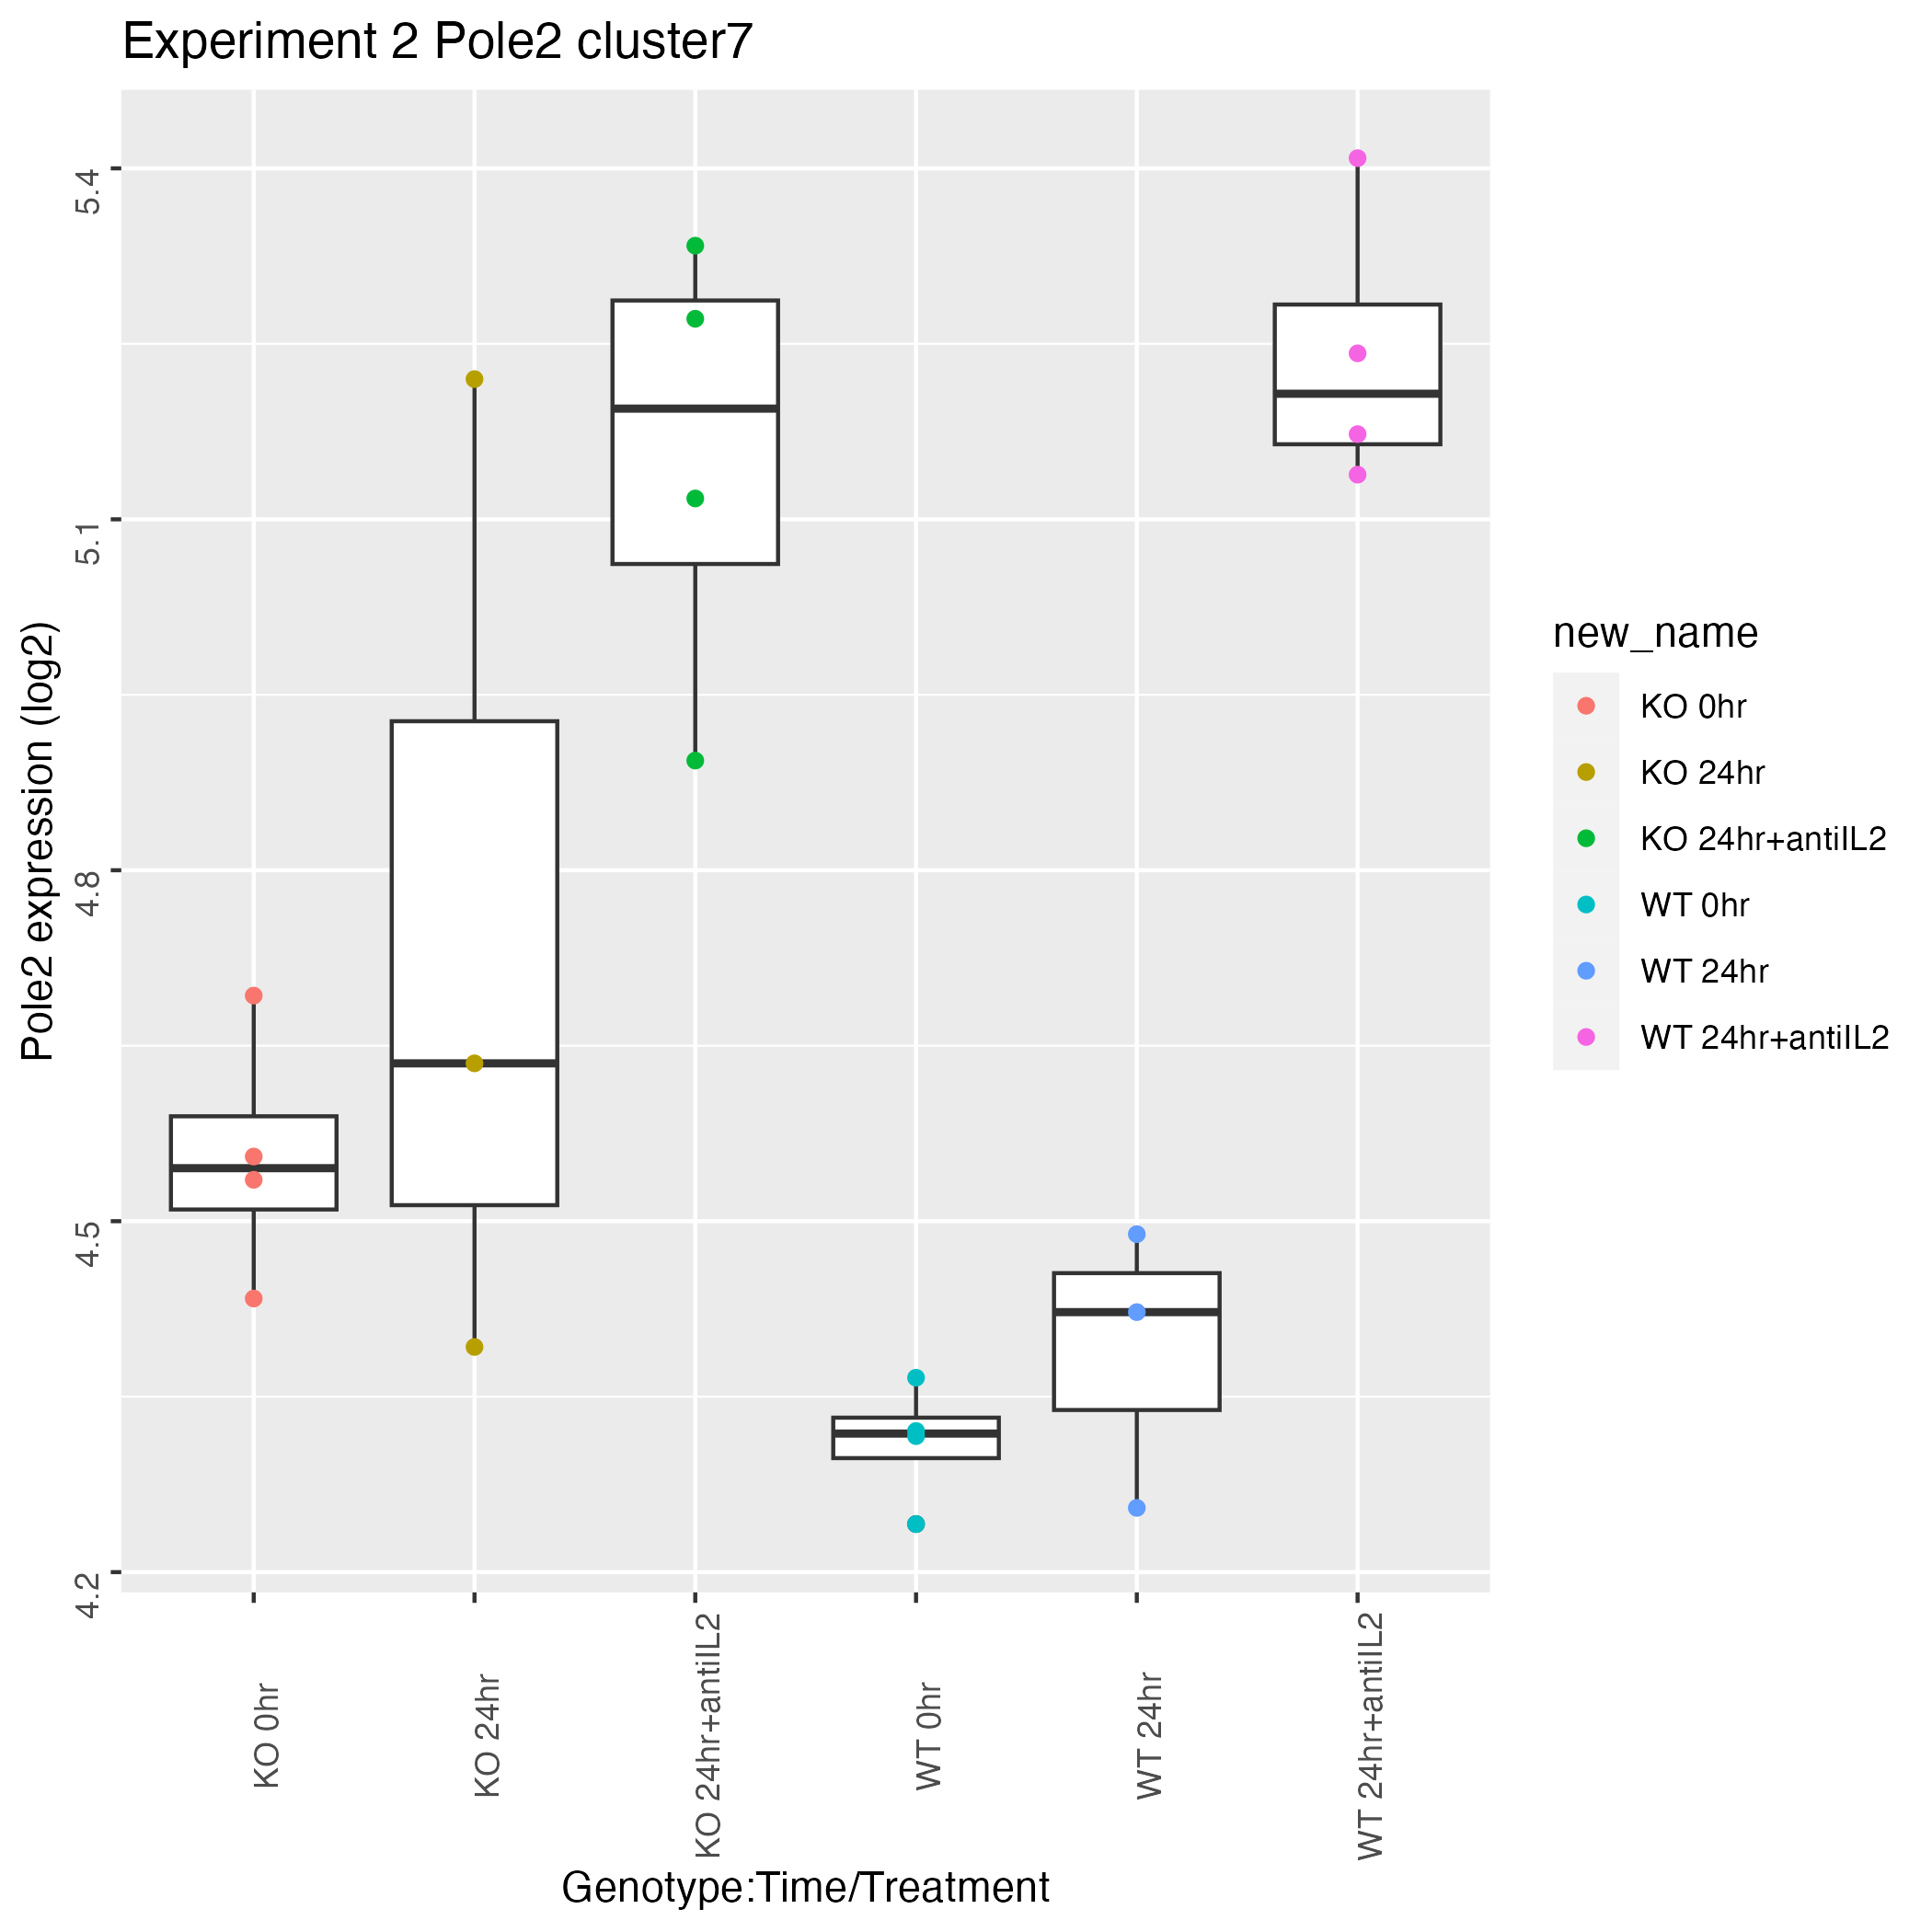 Experiment 2 Pole2 cluster7
Pole2 expression (log2)
5.4
5.1
4.8
4.5
4.2
KO 0hr
KO 24hr
KO 24hr+antiIL2
WT 0hr
WT 24hr
WT 24hr+antiIL2
Genotype:Time/Treatment
new_name
KO 0hr
KO 24hr
KO 24hr+antiIL2
WT 0hr
WT 24hr
WT 24hr+antiIL2